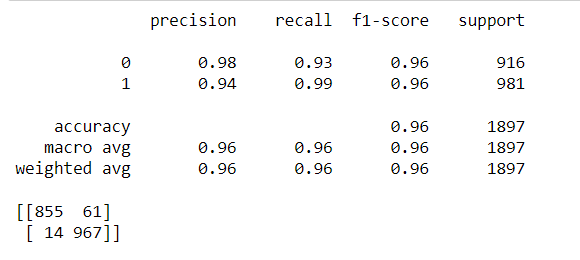 precision recall f1-score support
0 0.98 0.93 0.96 916
1 0.94 0.99 0.96 981
accuracy 0.96 1897
macro avg 0.96 0.96 0.96 1897
weighted avg 0.96 0.96 0.96 1897
[[855 61]
[ 14 967]]